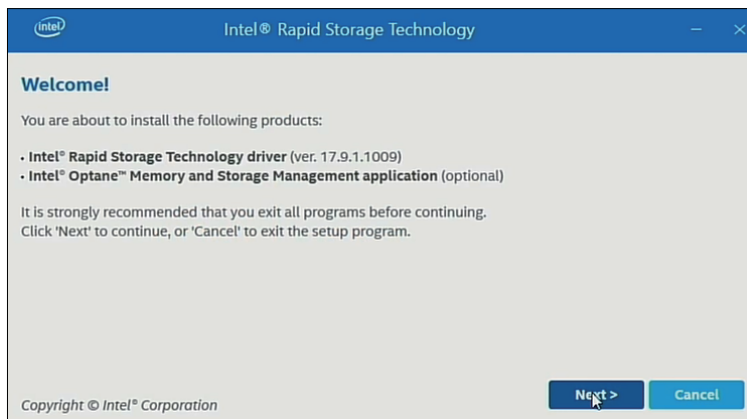 intel
Intel® Rapid Storage Technology
Welcome!
You are about to install the following products:
• Intel® Rapid Storage Technology driver (ver. 17.9.1.1009)
• Intel® Optane™ Memory and Storage Management application (optional)
It is strongly recommended that you exit all programs before continuing.
Click 'Next' to continue, or 'Cancel' to exit the setup program.
Next >
Cancel
Copyright © Intel® Corporation